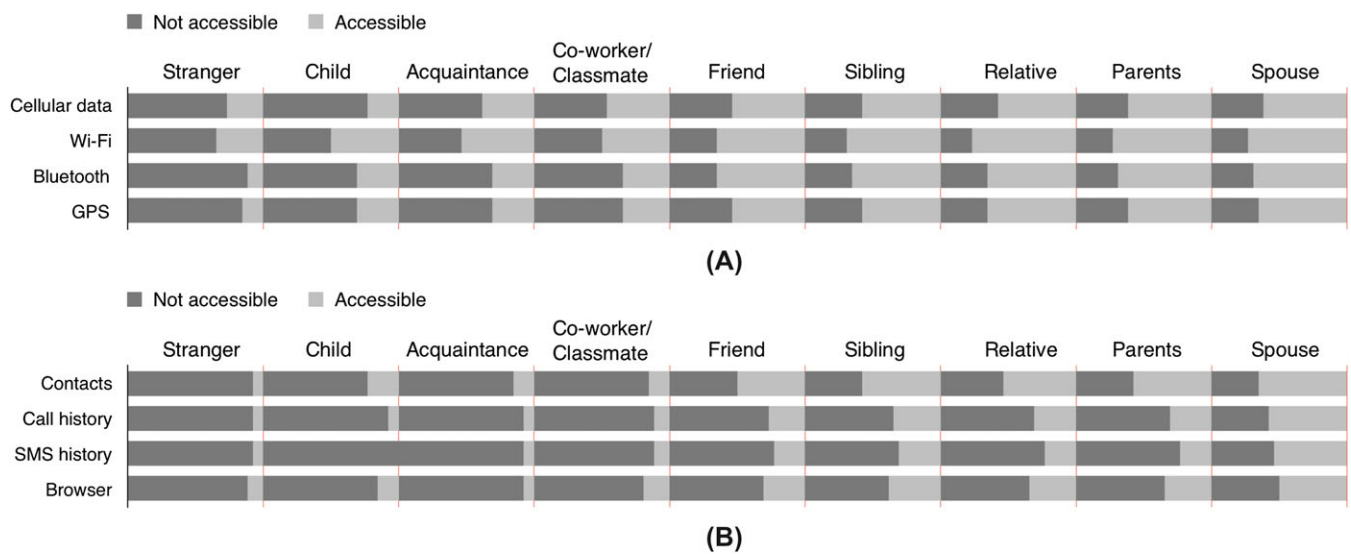 Not accessible Accessible
Stranger Child Acquaintance Co-worker/
Classmate Friend Sibling Relative Parents Spouse
Cellular data
Wi-Fi
Bluetooth
GPS
(A)
Not accessible Accessible
Stranger Child Acquaintance Co-worker/
Classmate Friend Sibling Relative Parents Spouse
Contacts
Call history
SMS history
Browser
(B)